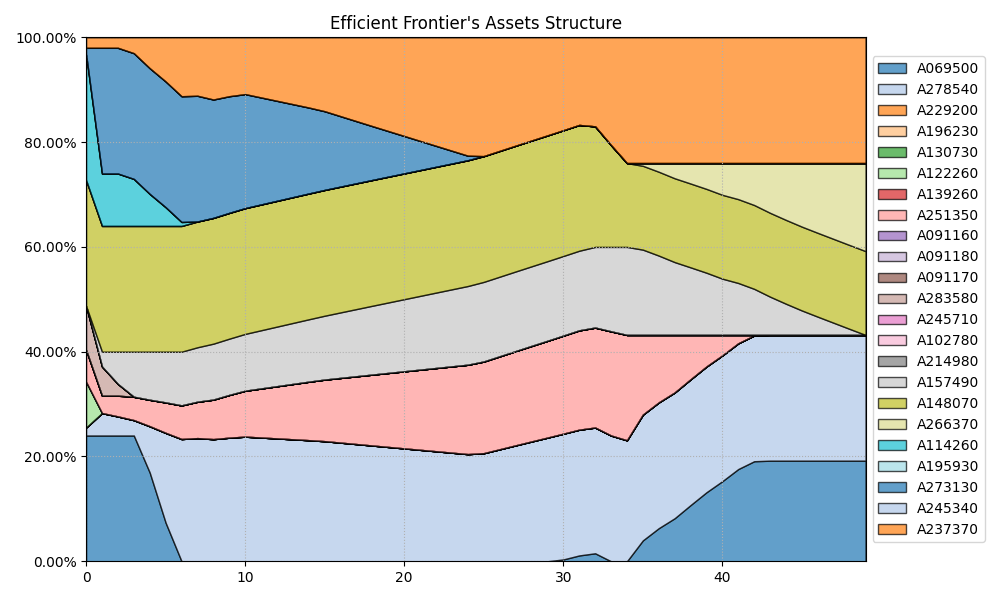 Efficient Frontier's Assets Structure
100.00%
80.00%
60.00%
40.00%
20.00%
0.00%
0
10
20
30
40
A069500
A278540
A229200
A196230
A130730
A122260
A139260
A251350
A091160
A091180
A091170
A283580
A245710
A102780
A214980
A157490
A148070
A266370
A114260
A195930
A273130
A245340
A237370